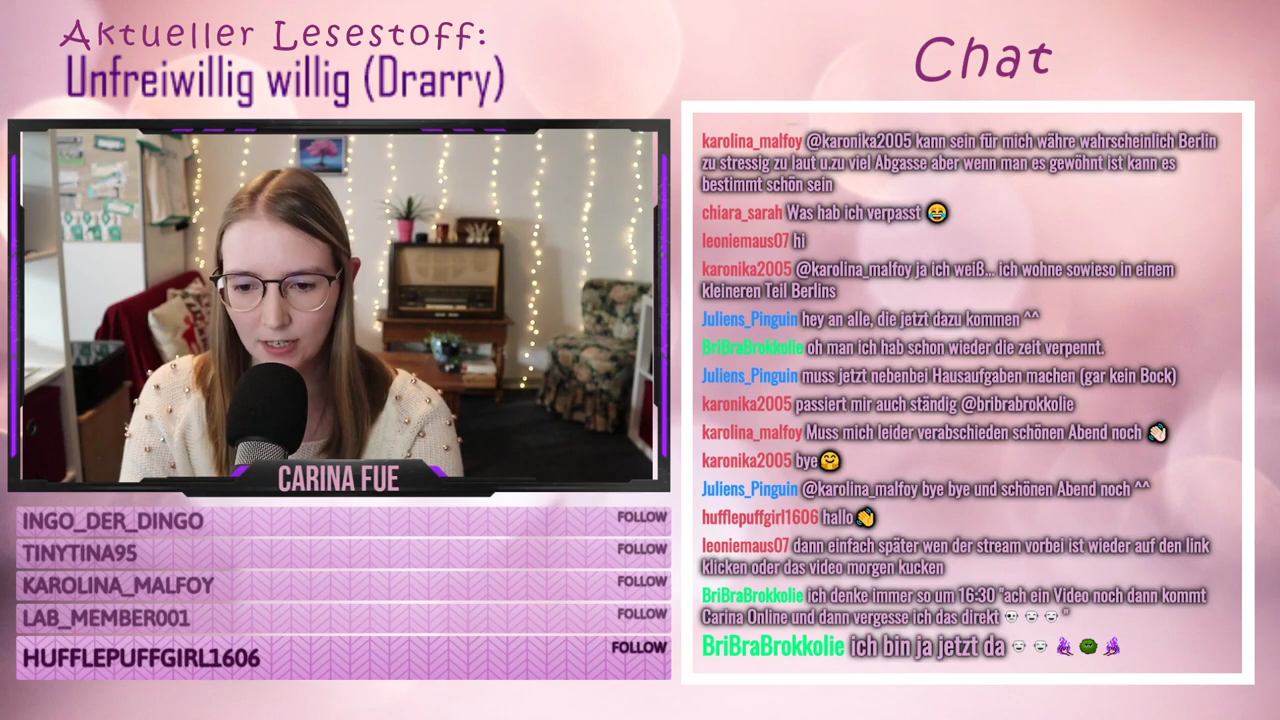 Aktueller Lesestoff:
Unfreiwillig willig (Drarry)
CARINA FUE
INGO_DER_DINGO FOLLOW
TINYTINA95 FOLLOW
KAROLINA_MALFOY FOLLOW
LAB_MEMBER001 FOLLOW
HUFFLEPUFFGIRL1606 FOLLOW
Chat
karolina_malfoy @karonika2005 kann sein für mich währe wahrscheinlich Berlin
zu stressig zu laut u.zu viel Abgasse aber wenn man es gewöhnt ist kann es
bestimmt schön sein
chiara_sarah Was hab ich verpasst 😂
leoniemaus07 hi
karonika2005 @karolina_malfoy ja ich weiß... ich wohne sowieso in einem
kleineren Teil Berlins
Juliens_Pinguin hey an alle, die jetzt dazu kommen ^^
BriBraBrokkolie oh man ich hab schon wieder die zeit verpennt.
Juliens_Pinguin muss jetzt nebenbei Hausaufgaben machen (gar kein Bock)
karonika2005 passiert mir auch ständig @bribrabrokkolie
karolina_malfoy Muss mich leider verabschieden schönen Abend noch 👋🏻
karonika2005 bye🤗
Juliens_Pinguin @karolina_malfoy bye bye und schönen Abend noch ^^
hufflepuffgirl1606 hallo👋
leoniemaus07 dann einfach später wen der stream vorbei ist wieder auf den link
klicken oder das video morgen kucken
BriBraBrokkolie ich denke immer so um 16:30 "ach ein Video noch dann kommt
Carina Online und dann vergesse ich das direkt "
BriBraBrokkolie ich bin ja jetzt da